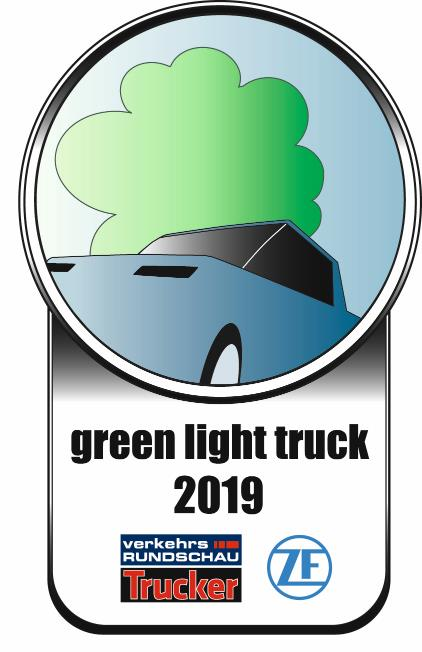 green light truck
2019
verkehrs
RUNDSCHAU
Trucker
ZF